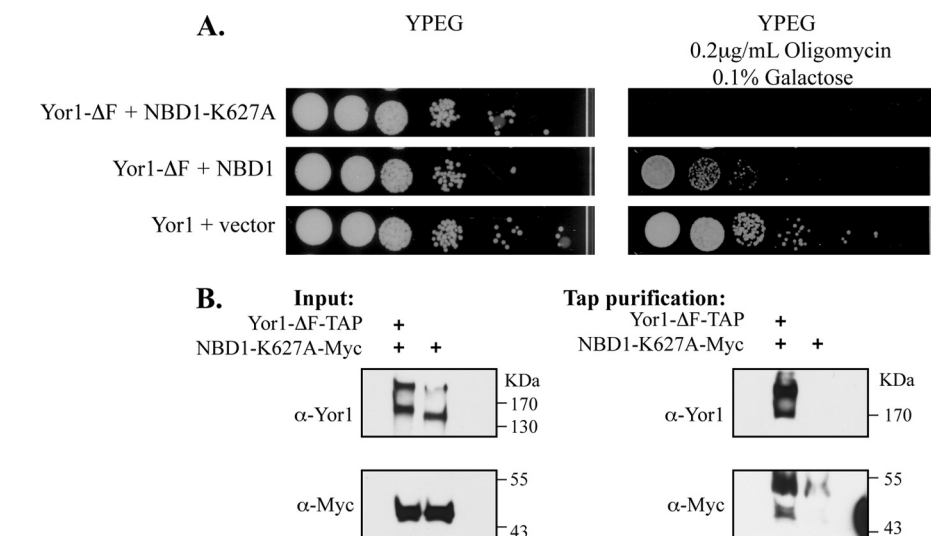 A.
YPEG
YPEG
0.2μg/mL Oligomycin
0.1% Galactose
Yor1-ΔF + NBD1-K627A
Yor1-ΔF + NBD1
Yor1 + vector
B.
Input:
Yor1-ΔF-TAP +
NBD1-K627A-Myc + +
KDa
α-Yor1
170
130
α-Myc
55
43
Tap purification:
Yor1-ΔF-TAP +
NBD1-K627A-Myc + +
KDa
α-Yor1
170
α-Myc
55
43